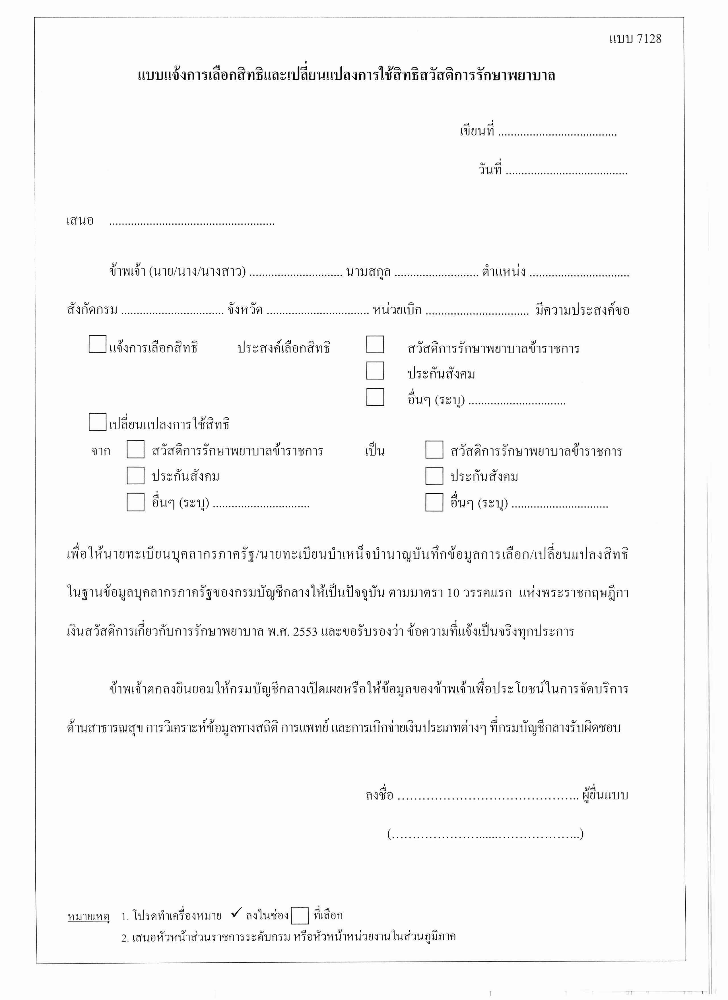 แบบ 7128
แบบแจ้งการเลือกสิทธิและเปลี่ยนแปลงการใช้สิทธิสวัสดิการรักษาพยาบาล
เขียนที่ ......................................
วันที่ .......................................
เสนอ .....................................................
ข้าพเจ้า (นาย/นาง/นางสาว) .............................. นามสกุล ........................... ตำแหน่ง ................................
สังกัดกรม ................................. จังหวัด ................................. หน่วยเบิก ................................. มีความประสงค์ขอ
แจ้งการเลือกสิทธิ ประสงค์เลือกสิทธิ สวัสดิการรักษาพยาบาลข้าราชการ
ประกันสังคม
อื่นๆ (ระบุ) ...............................
เปลี่ยนแปลงการใช้สิทธิ
จาก สวัสดิการรักษาพยาบาลข้าราชการ เป็น สวัสดิการรักษาพยาบาลข้าราชการ
ประกันสังคม ประกันสังคม
อื่นๆ (ระบุ) ............................... อื่นๆ (ระบุ) ...............................
เพื่อให้นายทะเบียนบุคลากรภาครัฐ/นายทะเบียนบำเหน็จบำนาญบันทึกข้อมูลการเลือก/เปลี่ยนแปลงสิทธิ
ในฐานข้อมูลบุคลากรภาครัฐของกรมบัญชีกลางให้เป็นปัจจุบัน ตามมาตรา 10 วรรคแรก แห่งพระราชกฤษฎีกา
เงินสวัสดิการเกี่ยวกับการรักษาพยาบาล พ.ศ. 2553 และขอรับรองว่า ข้อความที่แจ้งเป็นจริงทุกประการ
ข้าพเจ้าตกลงยินยอมให้กรมบัญชีกลางเปิดเผยหรือให้ข้อมูลของข้าพเจ้าเพื่อประโยชน์ในการจัดบริการ
ด้านสาธารณสุข การวิเคราะห์ข้อมูลทางสถิติ การแพทย์ และการเบิกจ่ายเงินประเภทต่างๆ ที่กรมบัญชีกลางรับผิดชอบ
ลงชื่อ ............................................. ผู้ยื่นแบบ
(...............................................)
หมายเหตุ 1. โปรดทำเครื่องหมาย ✓ ลงในช่อง ที่เลือก
2. เสนอหัวหน้าส่วนราชการระดับกรม หรือหัวหน้าหน่วยงานในส่วนภูมิภาค